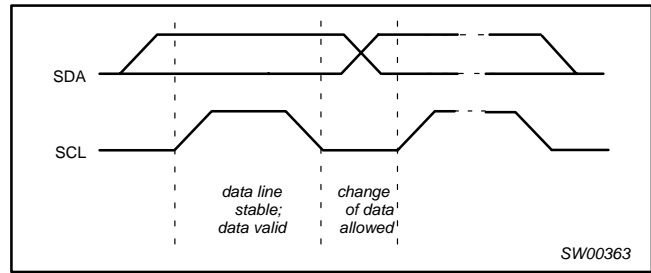 SDA
SCL
data line
stable;
data valid
change
of data
allowed
SW00363